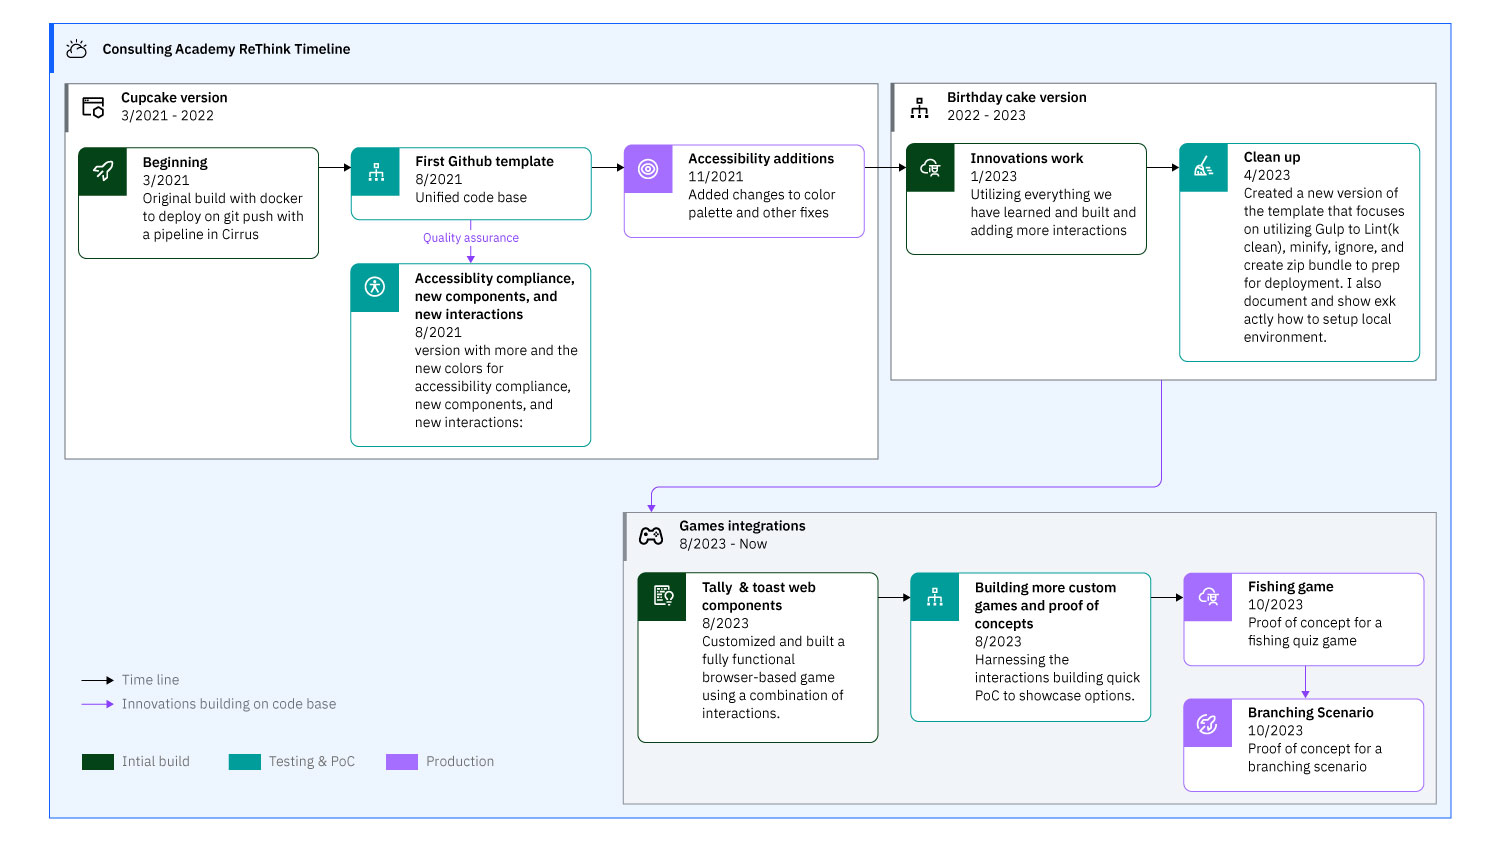 Consulting Academy ReThink Timeline
Cupcake version
3/2021 - 2022
Beginning
3/2021
Original build with docker
to deploy on git push with
a pipeline in Cirrus
First Github template
8/2021
Unified code base
Quality assurance
Accessiblity compliance,
new components, and
new interactions
8/2021
version with more and the
new colors for
accessibility compliance,
new components, and
new interactions:
Accessibility additions
11/2021
Added changes to color
palette and other fixes
Birthday cake version
2022 - 2023
Innovations work
1/2023
Utilizing everything we
have learned and built and
adding more interactions
Clean up
4/2023
Created a new version of
the template that focuses
on utilizing Gulp to Lint(k
clean), minify, ignore, and
create zip bundle to prep
for deployment. I also
document and show exk
actly how to setup local
environment.
Games integrations
8/2023 - Now
Tally & toast web
components
8/2023
Customized and built a
fully functional
browser-based game
using a combination of
interactions.
Building more custom
games and proof of
concepts
8/2023
Harnessing the
interactions building quick
PoC to showcase options.
Fishing game
10/2023
Proof of concept for a
fishing quiz game
Branching Scenario
10/2023
Proof of concept for a
branching scenario
Time line
Innovations building on code base
Intial build
Testing & PoC
Production